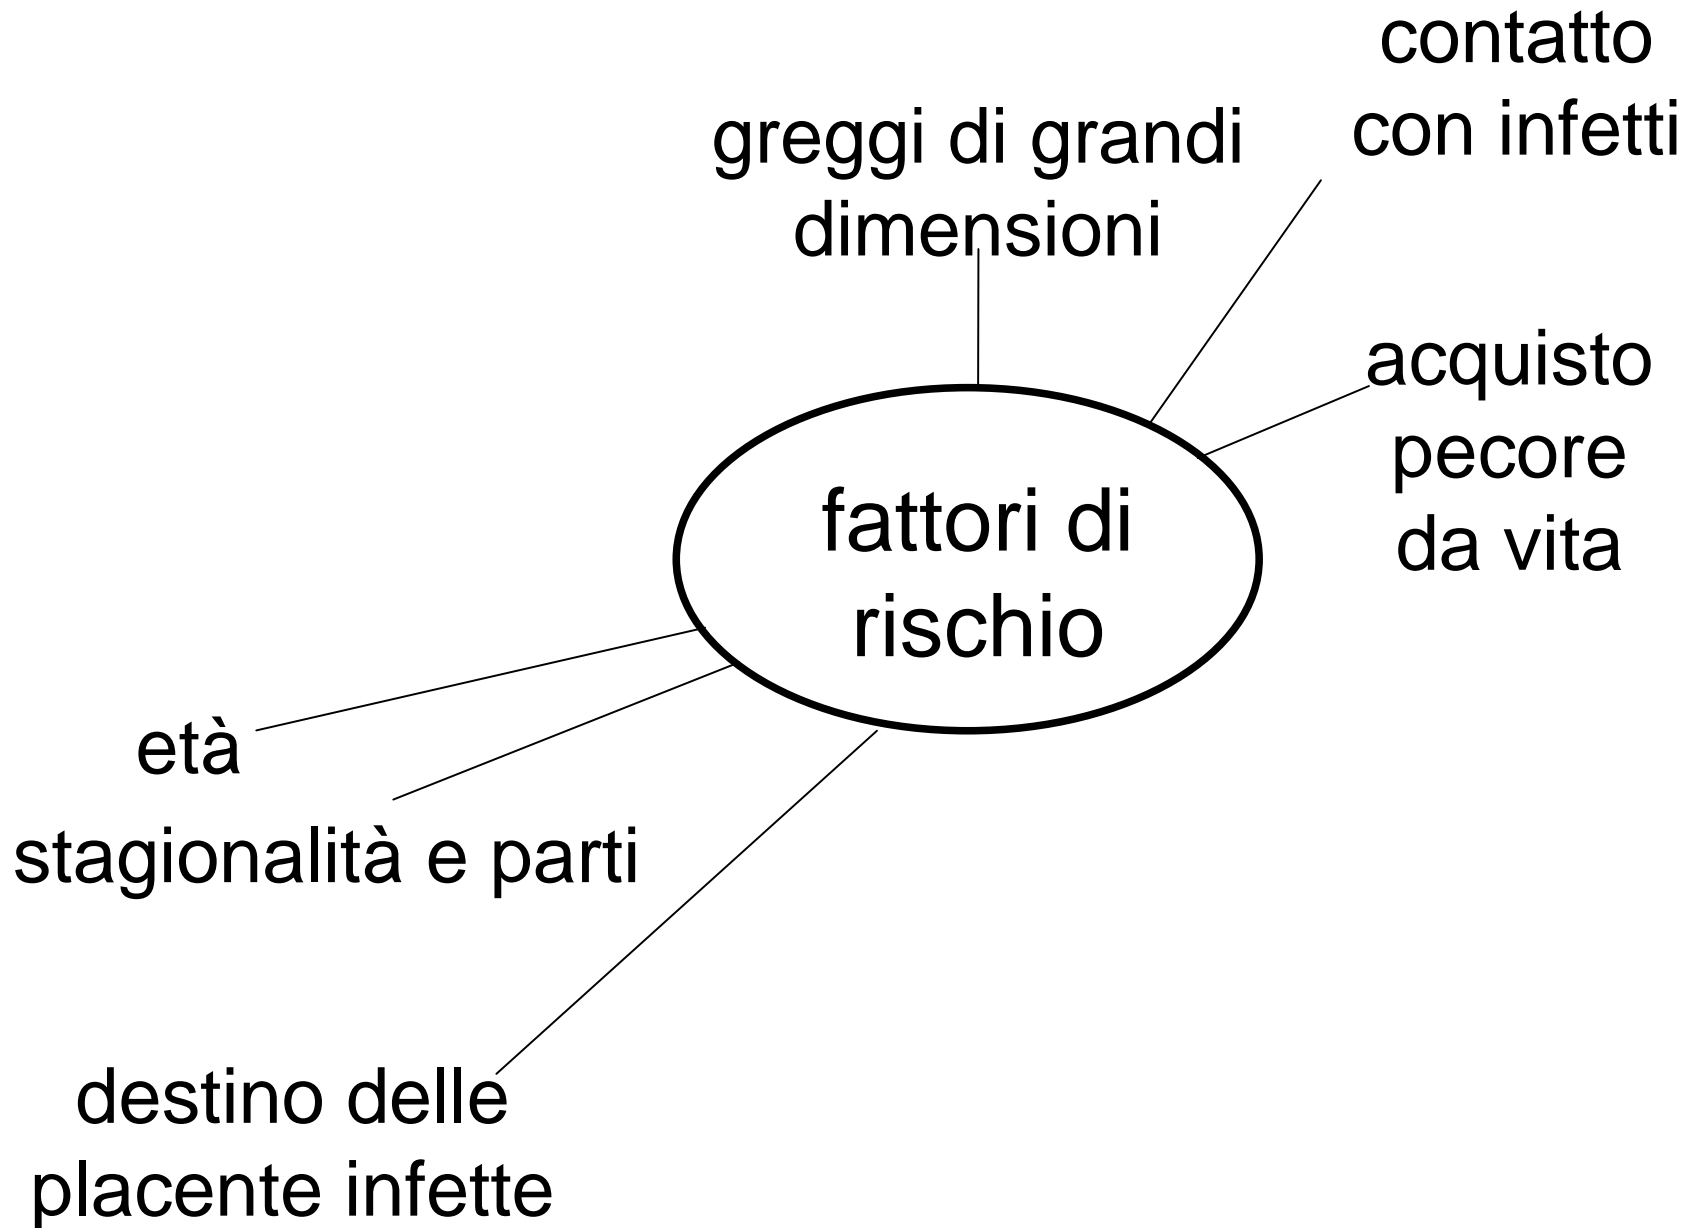 contatto
con infetti
greggi di grandi
dimensioni
acquisto
pecore
da vita
fattori di
rischio
età
stagionalità e parti
destino delle
placente infette